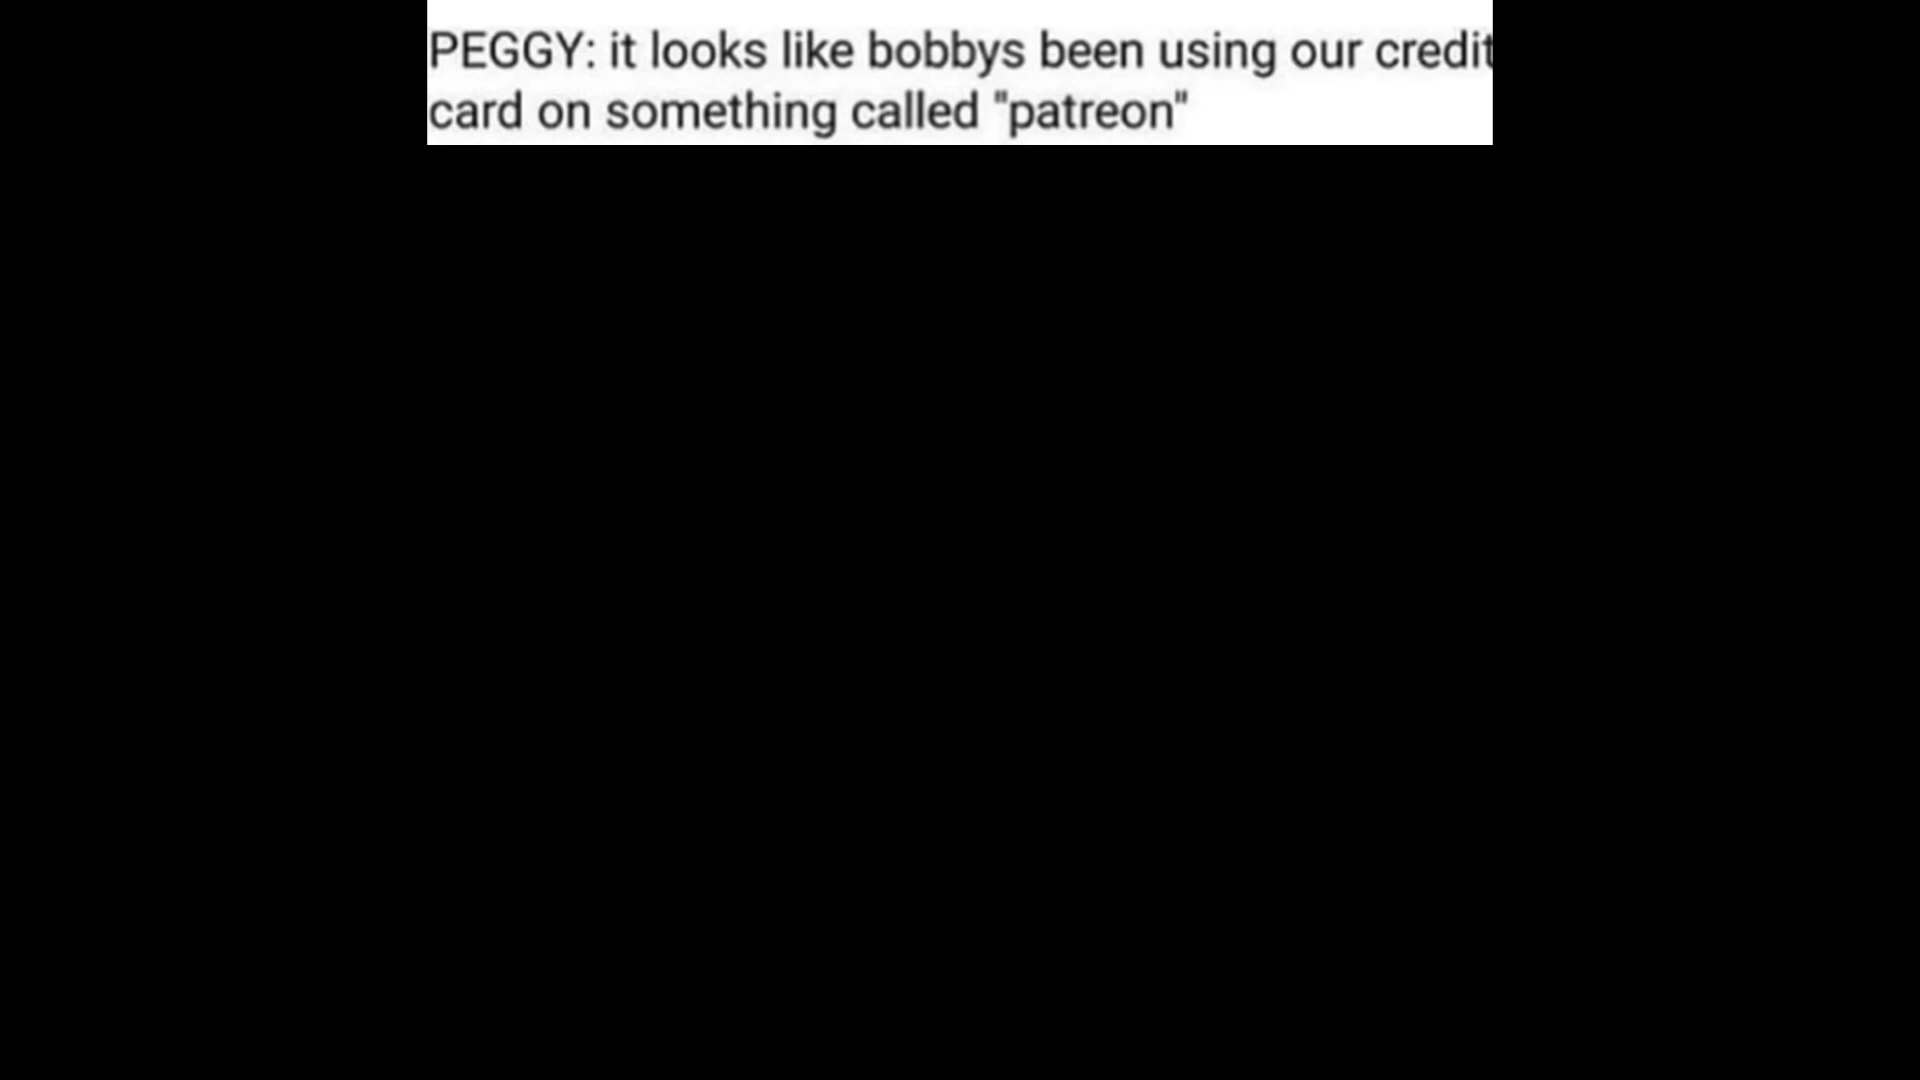 PEGGY: it looks like bobbys been using our credit
card on something called "patreon"